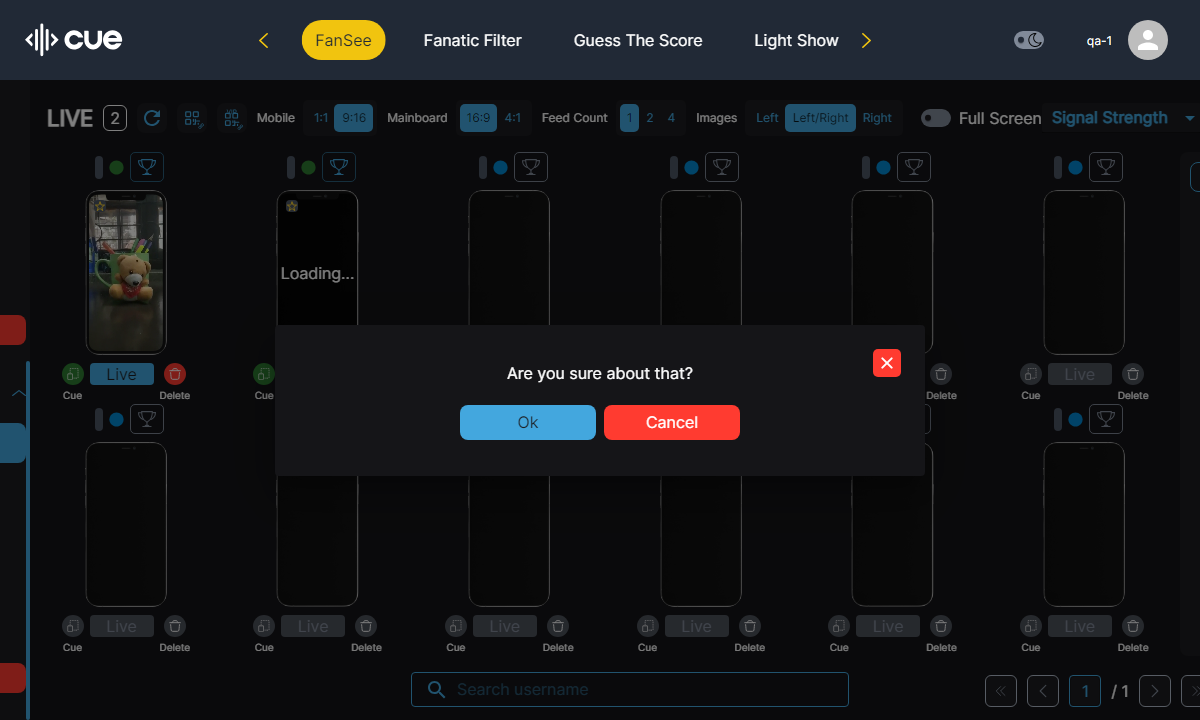 cue
FanSee Fanatic Filter Guess The Score Light Show
qa-1
LIVE 2 Mobile 1:1 9:16 Mainboard 16:9 4:1 Feed Count 1 2 4 Images Left Left/Right Right Full Screen Signal Strength
Loading...
Are you sure about that?
Ok Cancel
Live Live
Cue Delete Cue Delete Cue Delete
Live Live Live Live Live Live
Cue Delete Cue Delete Cue Delete Cue Delete Cue Delete Cue Delete
Search username
1 / 1